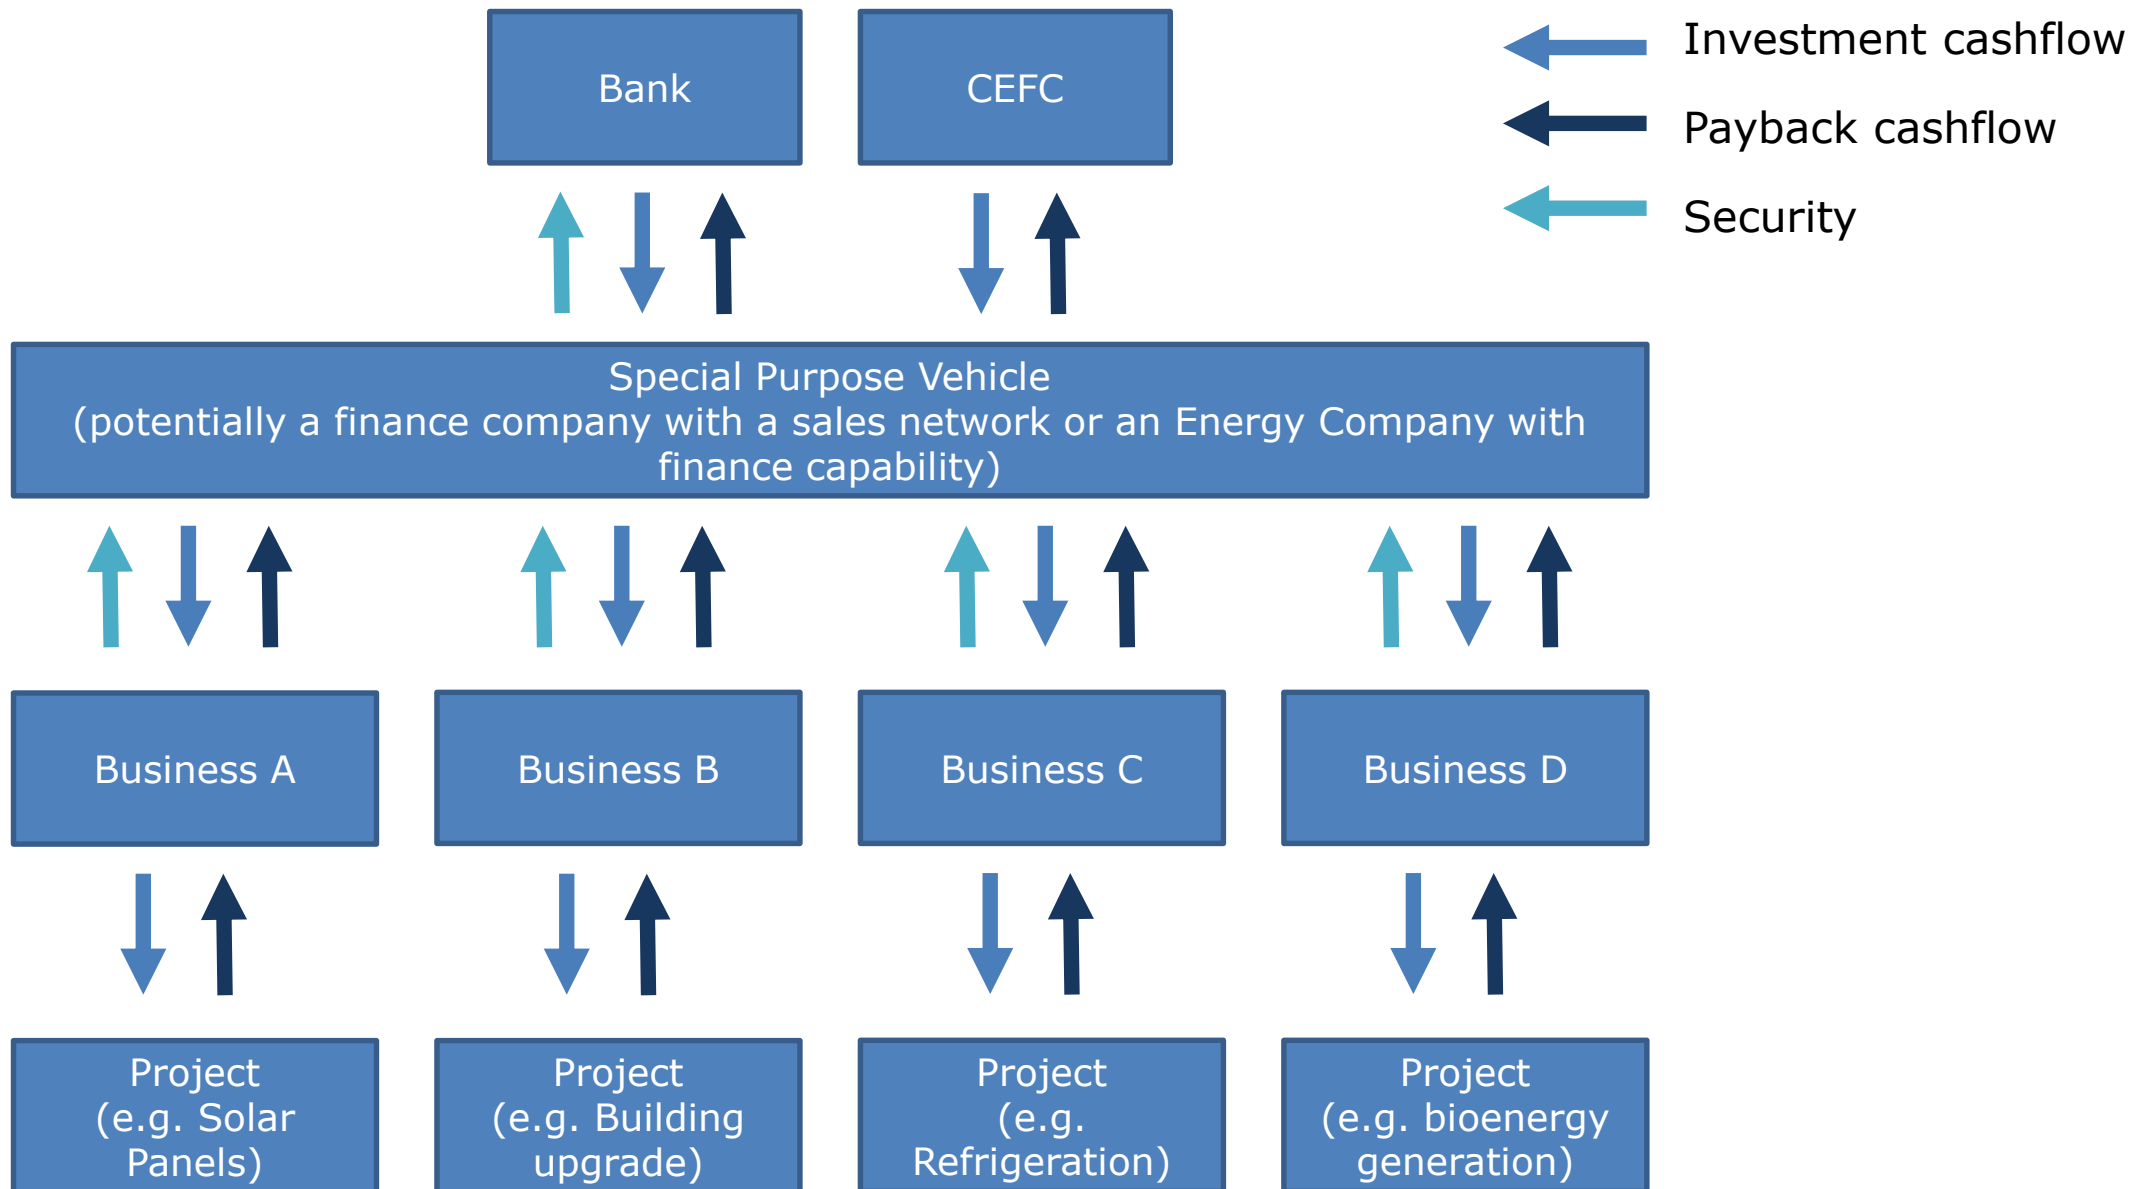 Bank
CEFC
Investment cashflow
Payback cashflow
Security
Special Purpose Vehicle
(potentially a finance company with a sales network or an Energy Company with
finance capability)
Business A
Business B
Business C
Business D
Project
(e.g. Solar
Panels)
Project
(e.g. Building
upgrade)
Project
(e.g.
Refrigeration)
Project
(e.g. bioenergy
generation)